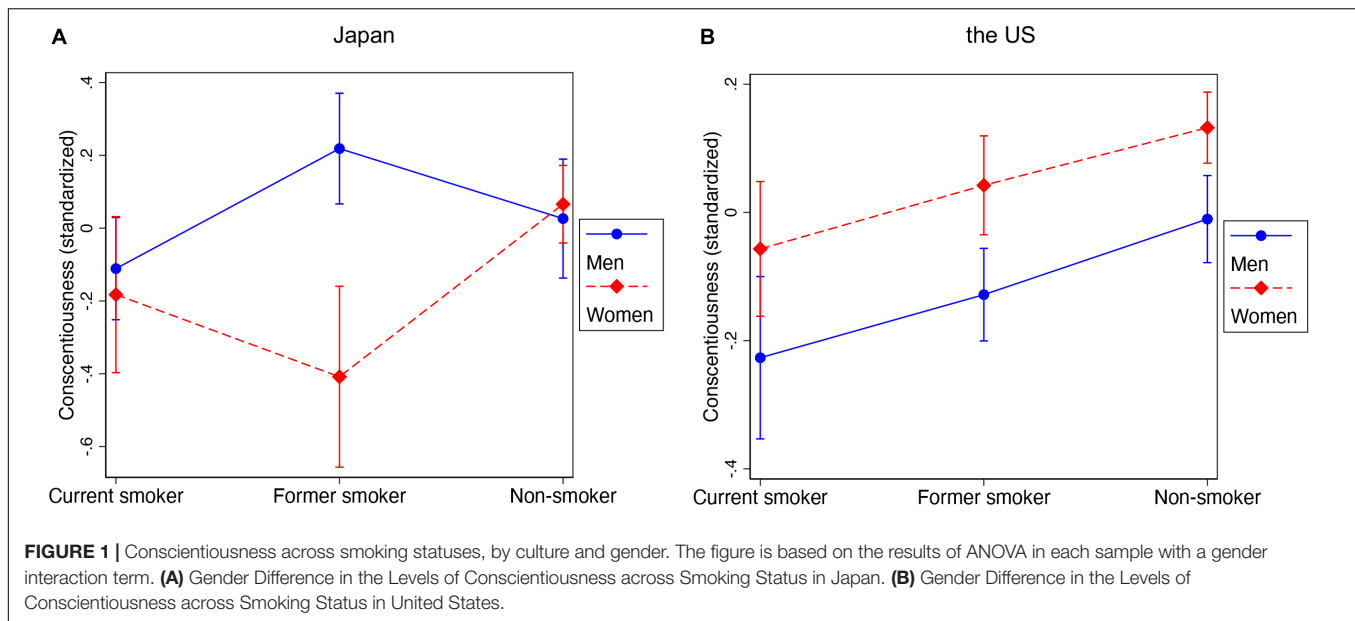 A
Japan
Conscientiousness (standardized)
.4
.2
0
-.2
-.4
-.6
Current smoker
Former smoker
Non-smoker
Men
Women
B
the US
Conscientiousness (standardized)
.2
0
-.2
-.4
Current smoker
Former smoker
Non-smoker
Men
Women
FIGURE 1 | Conscientiousness across smoking statuses, by culture and gender. The figure is based on the results of ANOVA in each sample with a gender
interaction term. (A) Gender Difference in the Levels of Conscientiousness across Smoking Status in Japan. (B) Gender Difference in the Levels of
Conscientiousness across Smoking Status in United States.